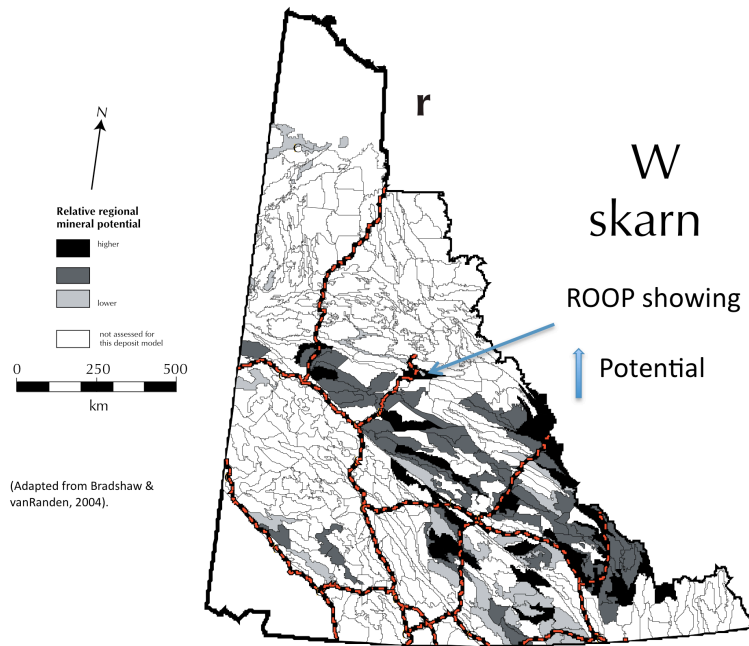 r
N
W
skarn
Relative regional
mineral potential
higher
lower
not assessed for
this deposit model
ROOP showing
Potential
0 250 500
km
(Adapted from Bradshaw &
vanRanden, 2004).